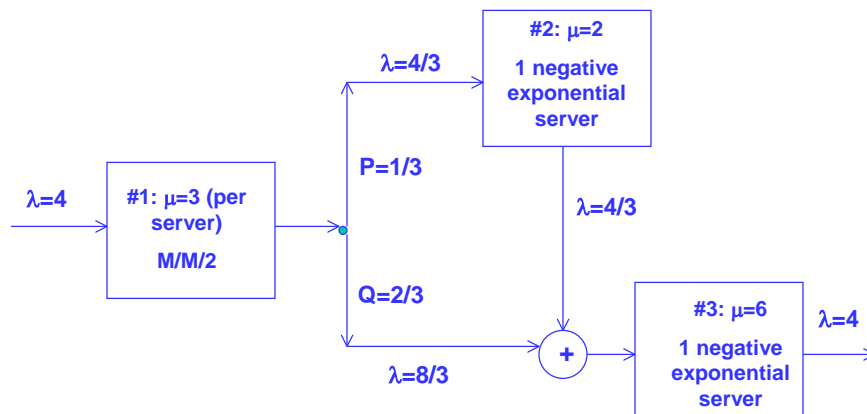 #2: μ=2
1 negative
exponential
server
λ=4/3
P=1/3
λ=4
#1: μ=3 (per
server)
M/M/2
λ=4/3
Q=2/3
λ=8/3
+
#3: μ=6
1 negative
exponential
server
λ=4